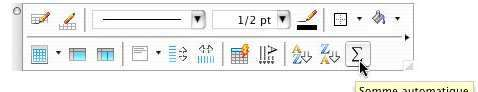 1/2 pt
A Z
Z A
Σ
Somme automatique